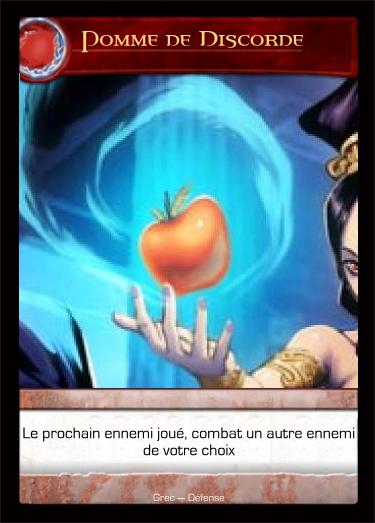 Pomme de Discorde
Le prochain ennemi joué, combat un autre ennemi
de votre choix
Grec — Défense